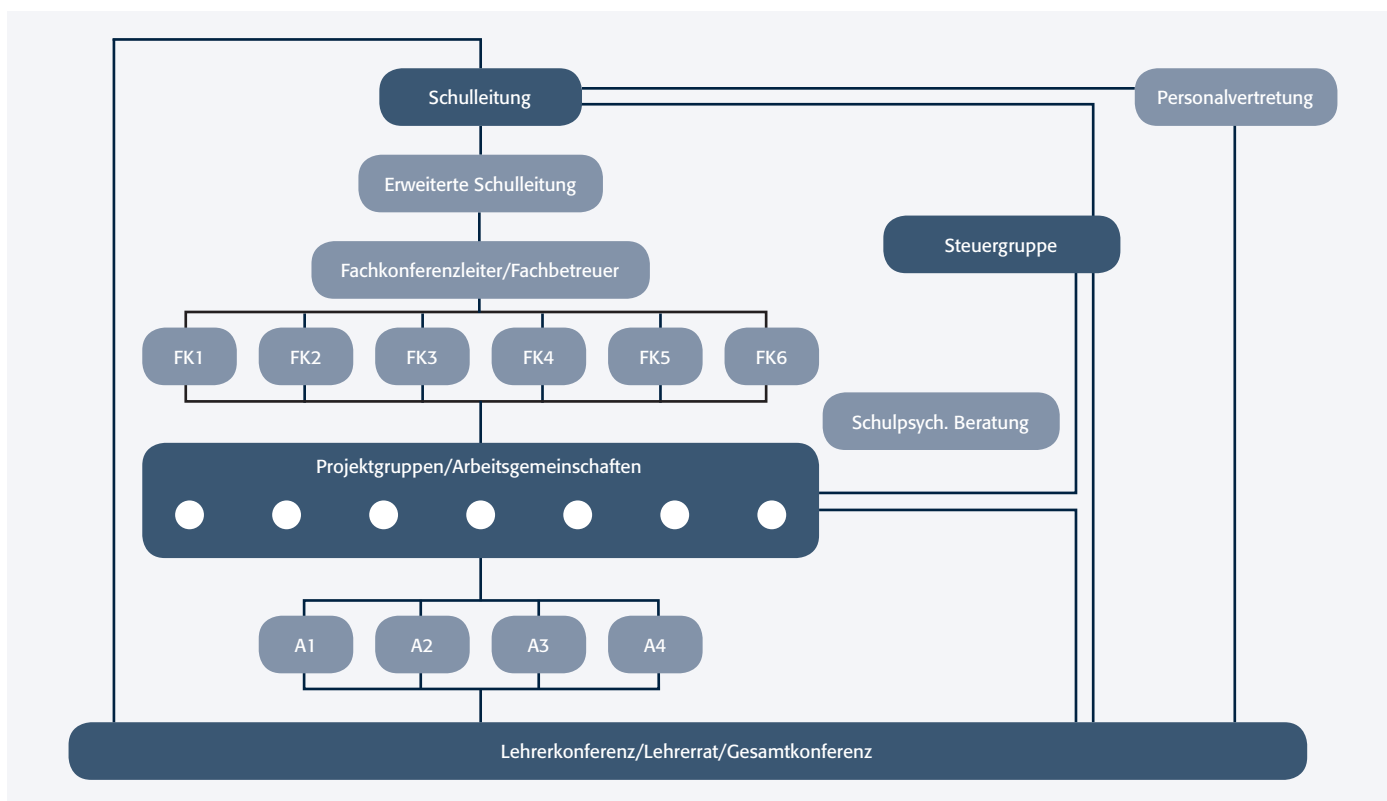 Schulleitung
Personalvertretung
Erweiterte Schulleitung
Steuergruppe
Fachkonferenzleiter/Fachbetreuer
FK1
FK2
FK3
FK4
FK5
FK6
Schulpsych. Beratung
Projektgruppen/Arbeitsgemeinschaften
A1
A2
A3
A4
Lehrerkonferenz/Lehrerrat/Gesamtkonferenz